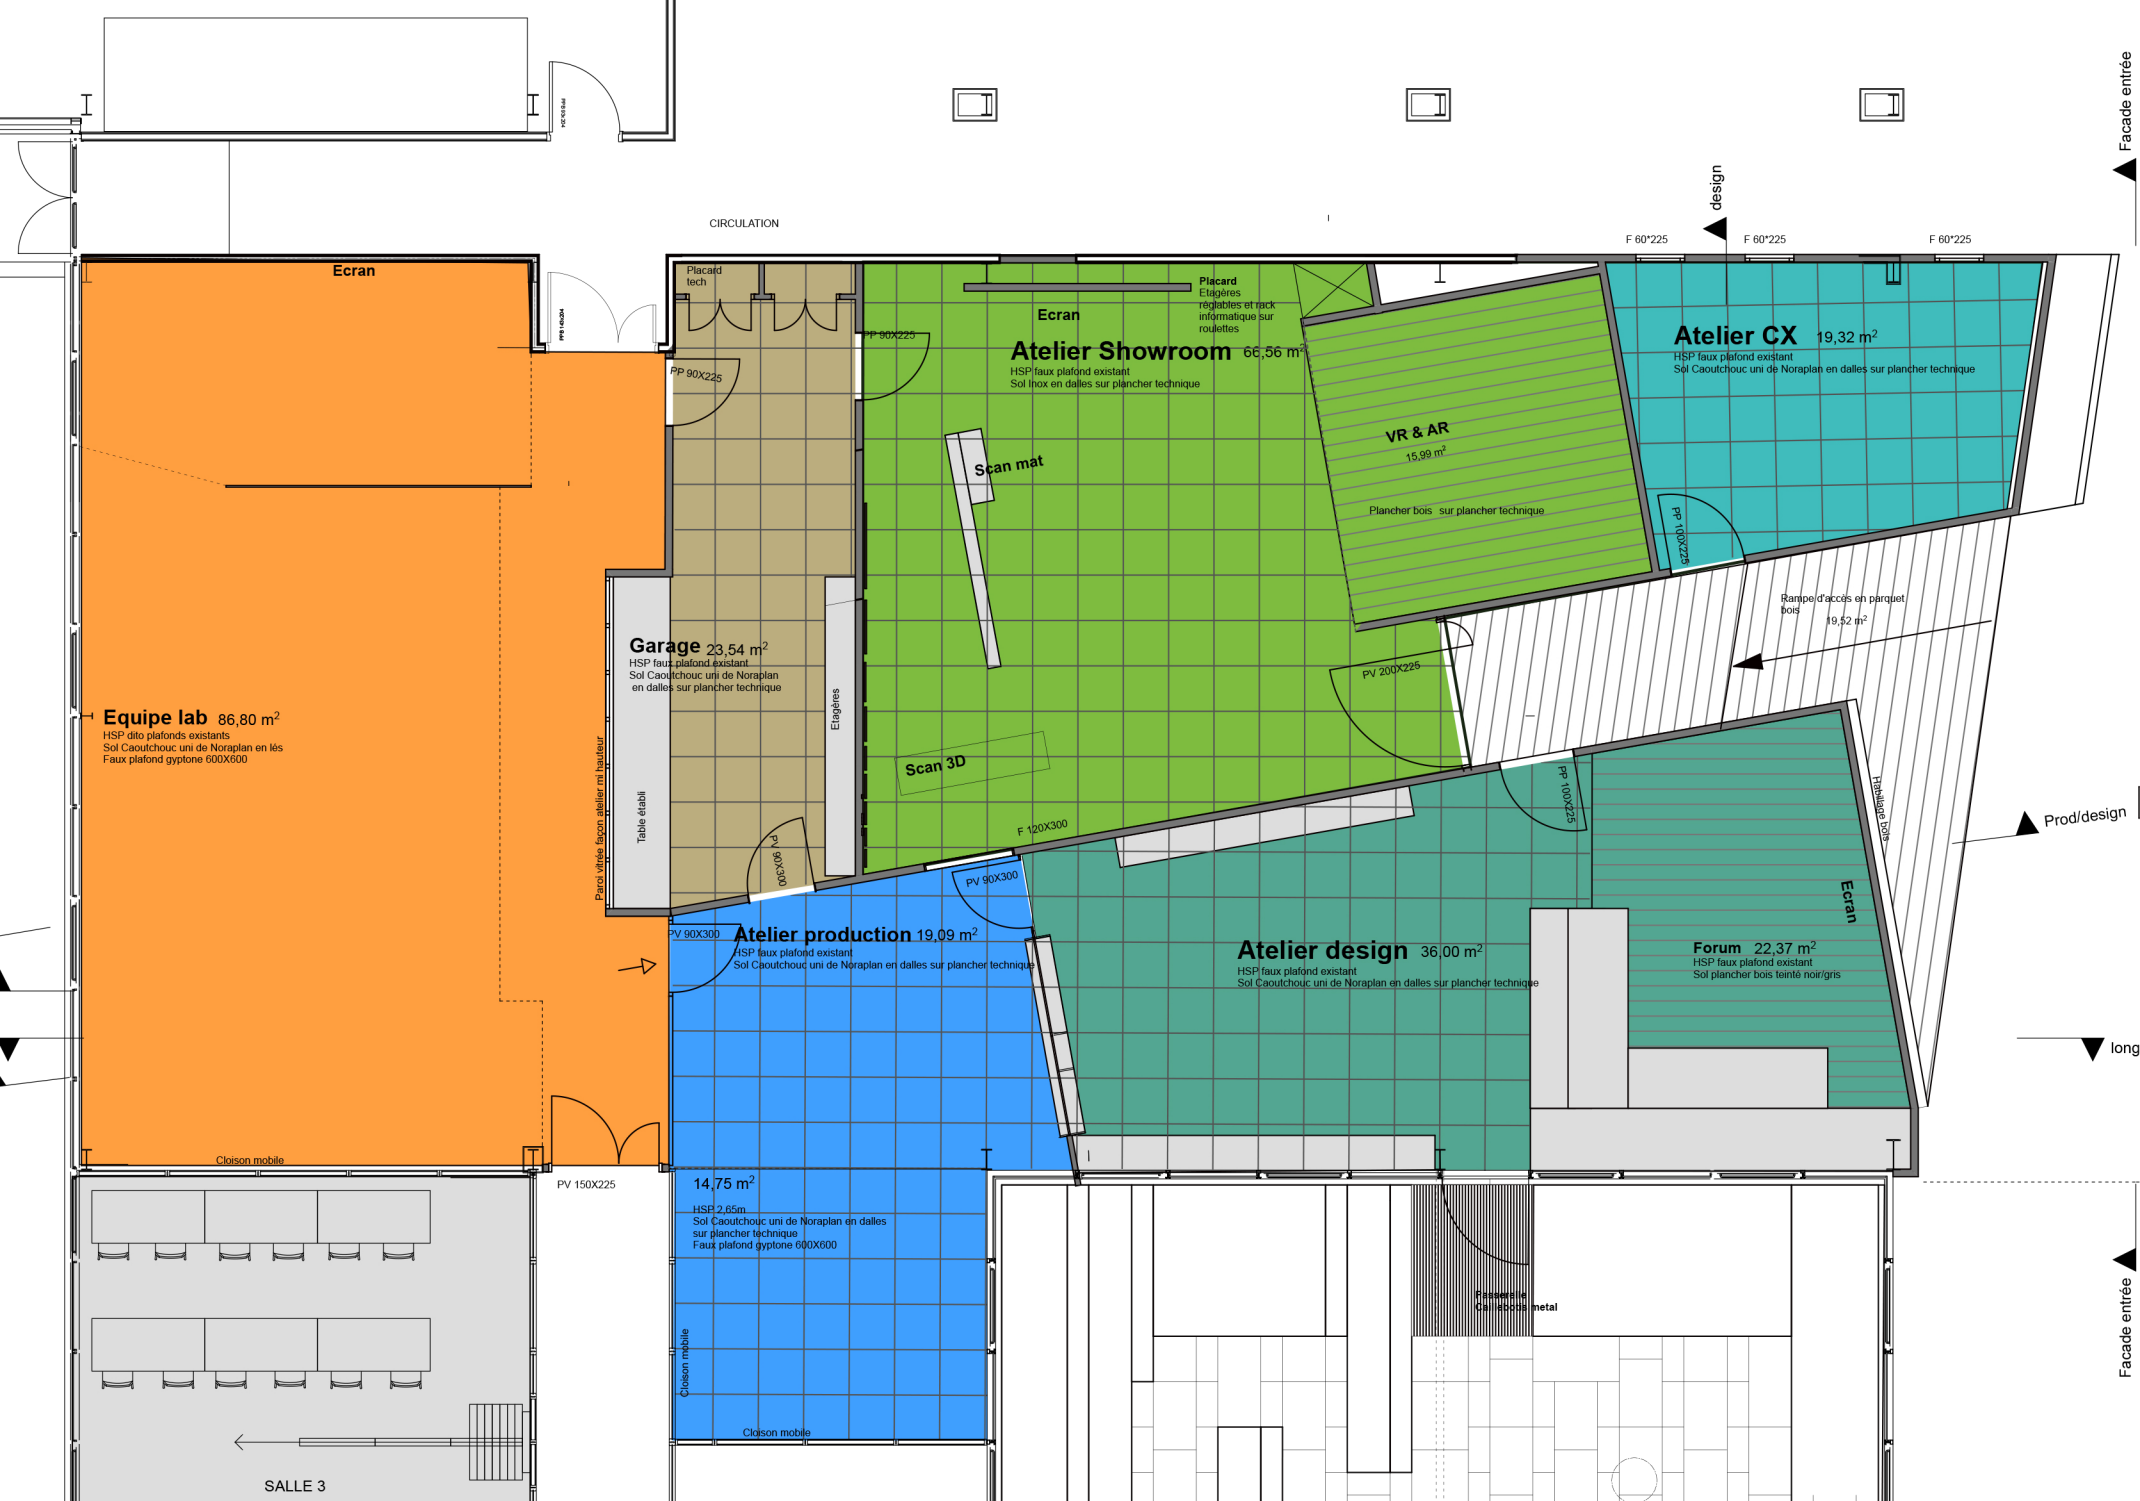 PPB 90x204
Facade entrée
design
CIRCULATION
F 60*225
F 60*225
F 60*225
Ecran
PPB 143x204
Placard
tech
PP 90X225
PP 90X225
Placard
Etagères
réglables et rack
informatique sur
roulettes
Ecran
Atelier Showroom 66,56 m²
HSP faux plafond existant
Sol Inox en dalles sur plancher technique
Atelier CX 19,32 m²
HSP faux plafond existant
Sol Caoutchouc uni de Noraplan en dalles sur plancher technique
VR & AR
15,99 m²
Plancher bois sur plancher technique
Scan mat
PP 100X225
Rampe d'accès en parquet
bois
19,52 m²
Garage 23,54 m²
HSP faux plafond existant
Sol Caoutchouc uni de Noraplan
en dalles sur plancher technique
PV 200X225
Etagères
Equipe lab 86,80 m²
HSP dito plafonds existants
Sol Caoutchouc uni de Noraplan en lès
Faux plafond gyptone 600X600
Paroi vitrée façon atelier mi hauteur
Table établi
Scan 3D
F 120X300
PP 100X225
Habillage bois
Prod/design
PV 90X300
PV 90X300
PV 90X300
Ecran
Atelier production 19,09 m²
HSP faux plafond existant
Sol Caoutchouc uni de Noraplan en dalles sur plancher technique
Atelier design 36,00 m²
HSP faux plafond existant
Sol Caoutchouc uni de Noraplan en dalles sur plancher technique
Forum 22,37 m²
HSP faux plafond existant
Sol plancher bois teinté noir/gris
long
Cloison mobile
PV 150X225
14,75 m²
HSP 2,65m
Sol Caoutchouc uni de Noraplan en dalles
sur plancher technique
Faux plafond gyptone 600X600
Passerelle
Caillebotis metal
Facade entrée
Cloison mobile
Cloison mobile
SALLE 3